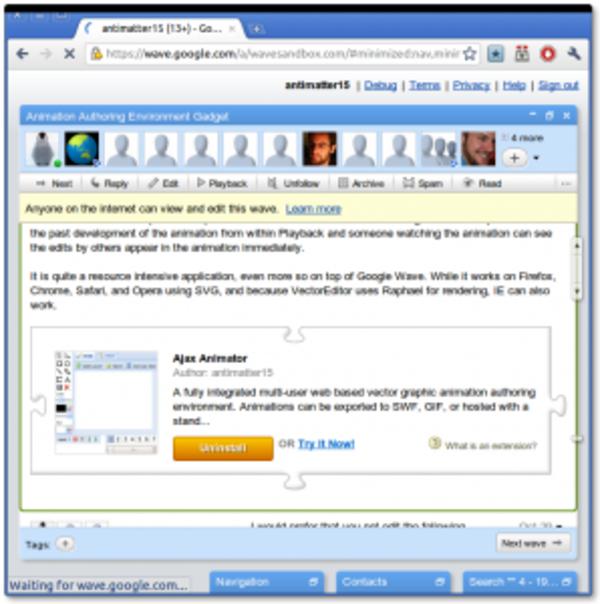 antimatter15 (13+) - Go...
https://wave.google.com/a/wavesandbox.com/#minimized:nav,minir
antimatter15 | Debug | Terms | Privacy | Help | Sign out
Animation Authoring Environment Gadget
4 more
Next Reply Edit Playback Unfollow Archive Spam Read ...
Anyone on the internet can view and edit this wave. Learn more
the past development of the animation from within Playback and someone watching the animation can see
the edits by others appear in the animation immediately.
It is quite a resource intensive application, even more so on top of Google Wave. While it works on Firefox,
Chrome, Safari, and Opera using SVG, and because VectorEditor uses Raphael for rendering, IE can also
work.
Ajax Animator
Author: antimatter15
A fully integrated multi-user web based vector graphic animation authoring
environment. Animations can be exported to SWF, GIF, or hosted with a
stand...
Uninstall OR Try It Now! What is an extension?
I would prefer that you not edit the following Oct 29
Tags: Next wave
Waiting for wave.google.com... Navigation Contacts Search "" 4 - 19...